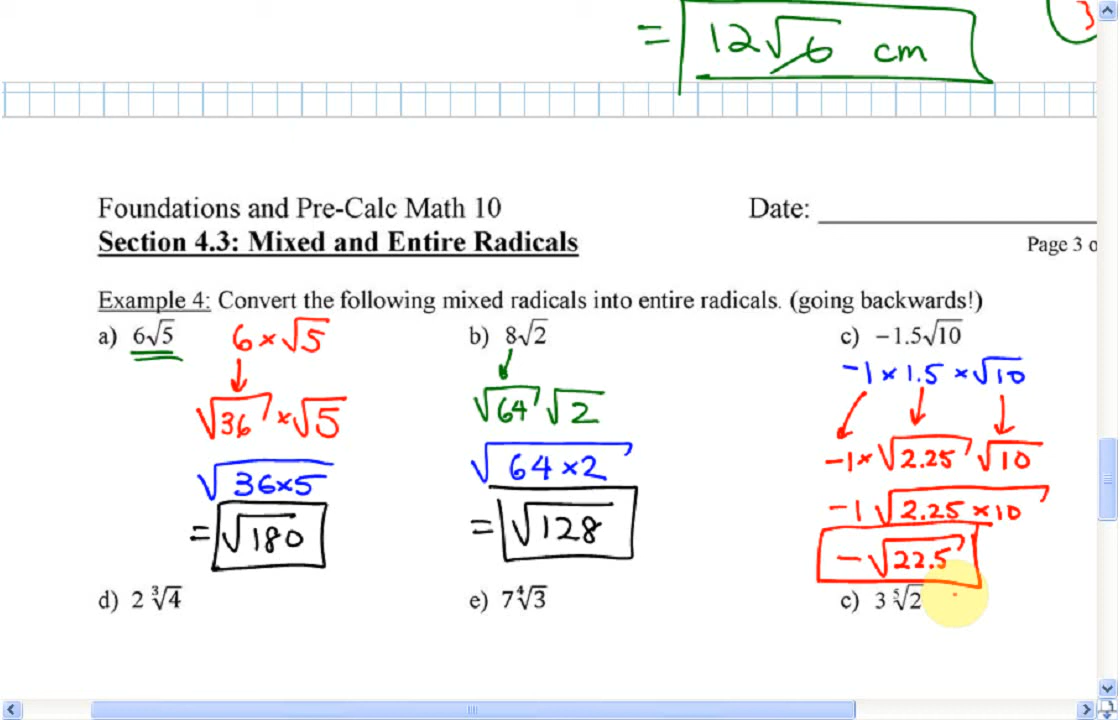 = 12√6 cm
3
Foundations and Pre-Calc Math 10 Date: ____________________
Section 4.3: Mixed and Entire Radicals
Page 3 o
Example 4: Convert the following mixed radicals into entire radicals. (going backwards!)
a) 6√5 6 × √5
√36 × √5
√36×5
= √180
b) 8√2
√64 √2
√64 × 2
= √128
c) −1.5√10
-1 × 1.5 × √10
-1 × √2.25 √10
-1 √2.25 × 10
-√22.5
d) 2 ∛4
e) 7∜3
c) 3 ⁵√2